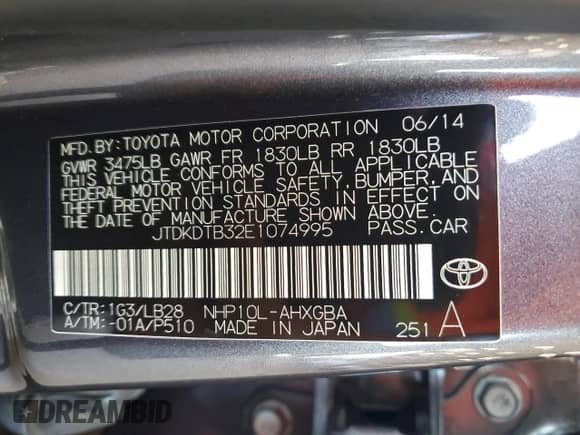 MFD.BY:TOYOTA MOTOR CORPORATION 06/14
GVWR 3475LB GAWR FR 1830LB RR 1830LB
THIS VEHICLE CONFORMS TO ALL APPLICABLE
FEDERAL MOTOR VEHICLE SAFETY,BUMPER,AND
THEFT PREVENTION STANDARDS IN EFFECT ON
THE DATE OF MANUFACTURE SHOWN ABOVE.
JTDKDTB32E1074995 PASS.CAR
C/TR:1G3/LB28 NHP10L-AHXGBA
A/TM:-01A/P510 MADE IN JAPAN 251 A
TOYOTA
DREAMBID